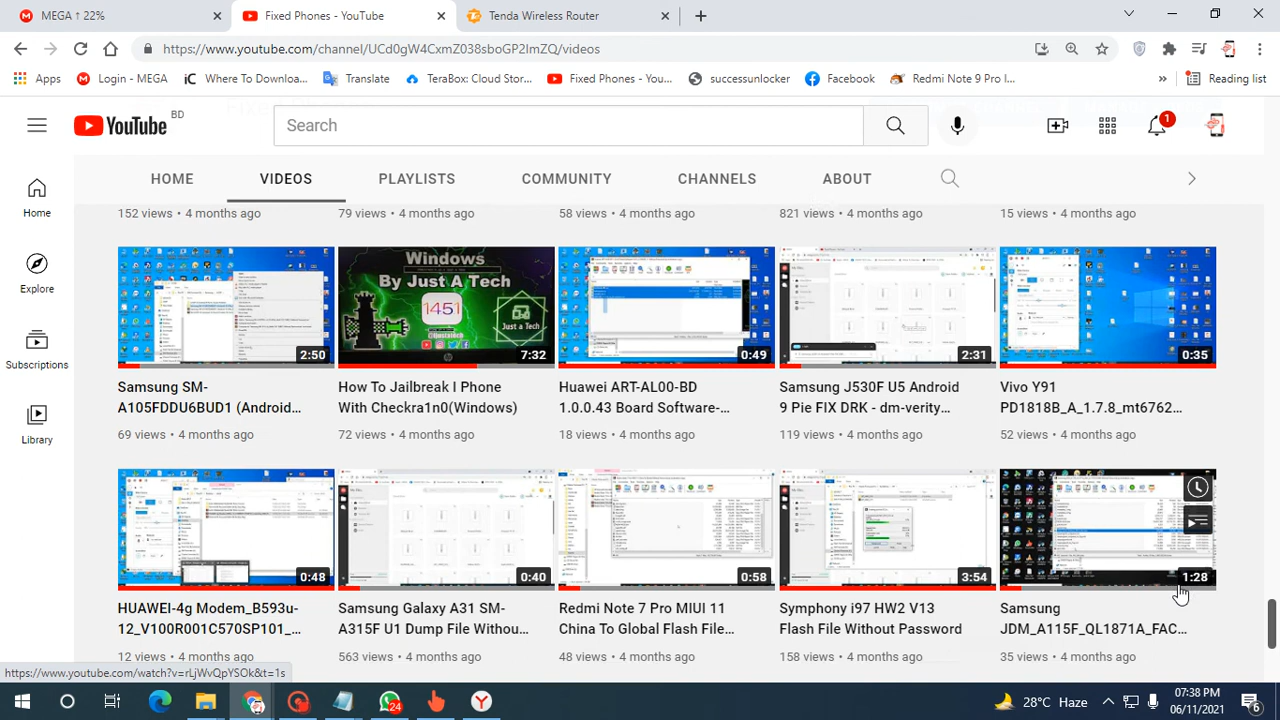 MEGA ↑ 22%
Fixed Phones - YouTube
Tenda Wireless Router
https://www.youtube.com/channel/UCd0gW4CxmZ038sboGP2ImZQ/videos
Apps
Login - MEGA
Where To Downloa...
Translate
TeraBox: Cloud Stor...
Fixed Phones - You...
successunlocker
Facebook
Redmi Note 9 Pro I...
»
Reading list
YouTube
BD
Search
1
HOME
VIDEOS
PLAYLISTS
COMMUNITY
CHANNELS
ABOUT
Home
Explore
Subscriptions
Library
152 views • 4 months ago
79 views • 4 months ago
58 views • 4 months ago
821 views • 4 months ago
15 views • 4 months ago
2:50
Windows
By Just A Tech
14:51
Just a Tech
7:32
0:49
2:31
0:35
Samsung SM-
A105FDDU6BUD1 (Android...
69 views • 4 months ago
How To Jailbreak I Phone
With Checkra1n0(Windows)
72 views • 4 months ago
Huawei ART-AL00-BD
1.0.0.43 Board Software-...
18 views • 4 months ago
Samsung J530F U5 Android
9 Pie FIX DRK - dm-verity...
119 views • 4 months ago
Vivo Y91
PD1818B_A_1.7.8_mt6762...
52 views • 4 months ago
0:48
0:40
0:58
3:54
1:28
HUAWEI-4g Modem_B593u-
12_V100R001C570SP101_...
12 views • 4 months ago
Samsung Galaxy A31 SM-
A315F U1 Dump File Withou...
563 views • 4 months ago
Redmi Note 7 Pro MIUI 11
China To Global Flash File...
48 views • 4 months ago
Symphony i97 HW2 V13
Flash File Without Password
158 views • 4 months ago
Samsung
JDM_A115F_QL1871A_FAC...
35 views • 4 months ago
https://www.youtube.com/watch?v=rLjWvQpYSOk&t=1s
24
28°C Haze
07:38 PM
06/11/2021
6